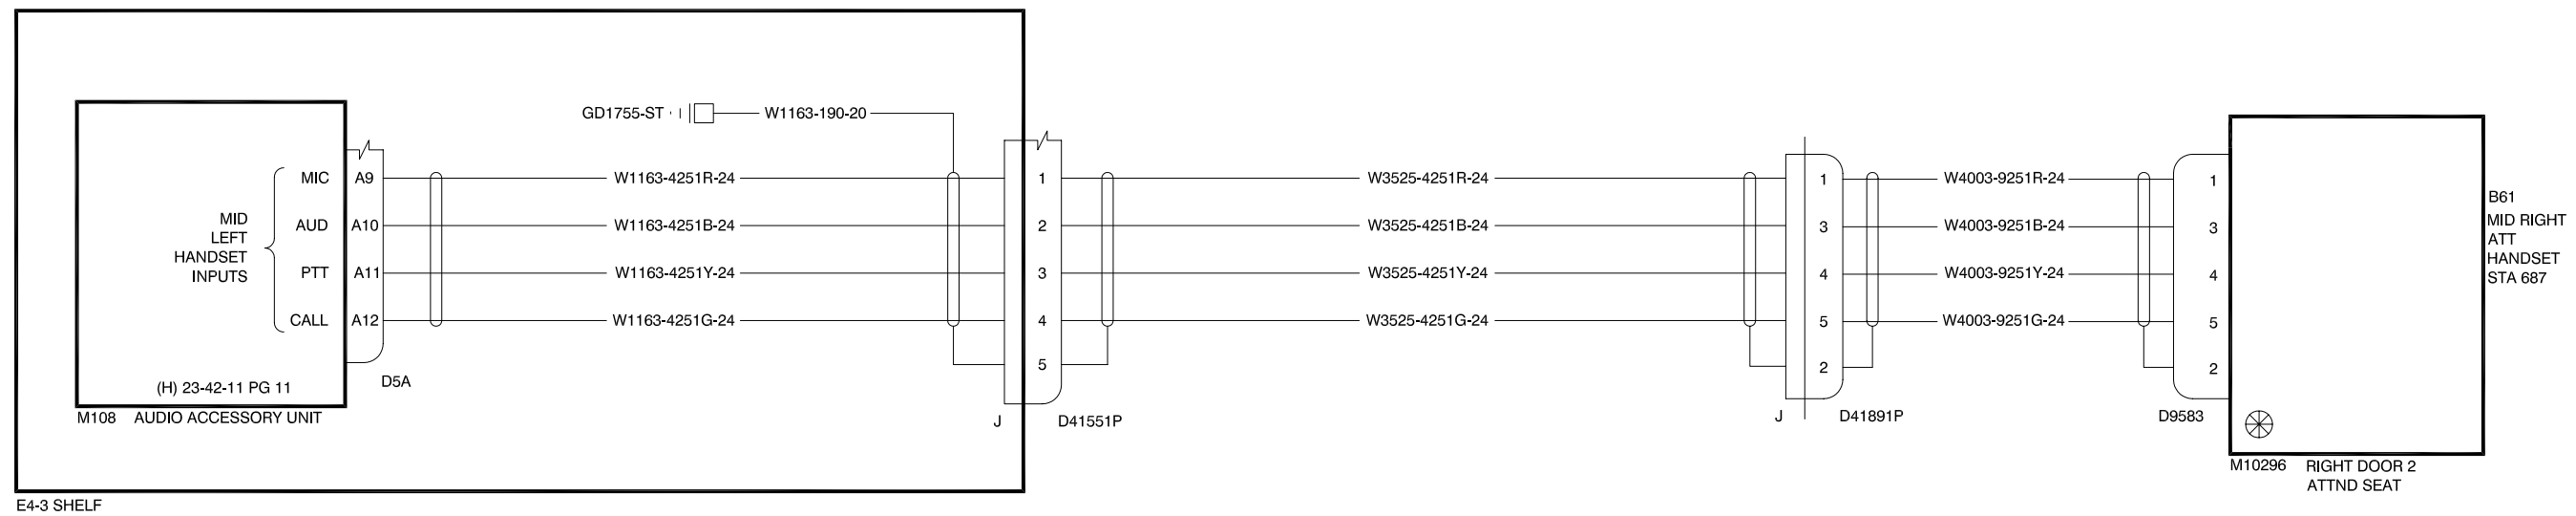 GD1755-ST
W1163-190-20
MID
LEFT
HANDSET
INPUTS
MIC
AUD
PTT
CALL
A9
A10
A11
A12
W1163-4251R-24
W1163-4251B-24
W1163-4251Y-24
W1163-4251G-24
(H) 23-42-11 PG 11
D5A
M108 AUDIO ACCESSORY UNIT
E4-3 SHELF
1
2
3
4
5
J
D41551P
W3525-4251R-24
W3525-4251B-24
W3525-4251Y-24
W3525-4251G-24
1
3
4
5
2
J
D41891P
W4003-9251R-24
W4003-9251B-24
W4003-9251Y-24
W4003-9251G-24
1
3
4
5
2
D9583
B61
MID RIGHT
ATT
HANDSET
STA 687
M10296 RIGHT DOOR 2
ATTND SEAT